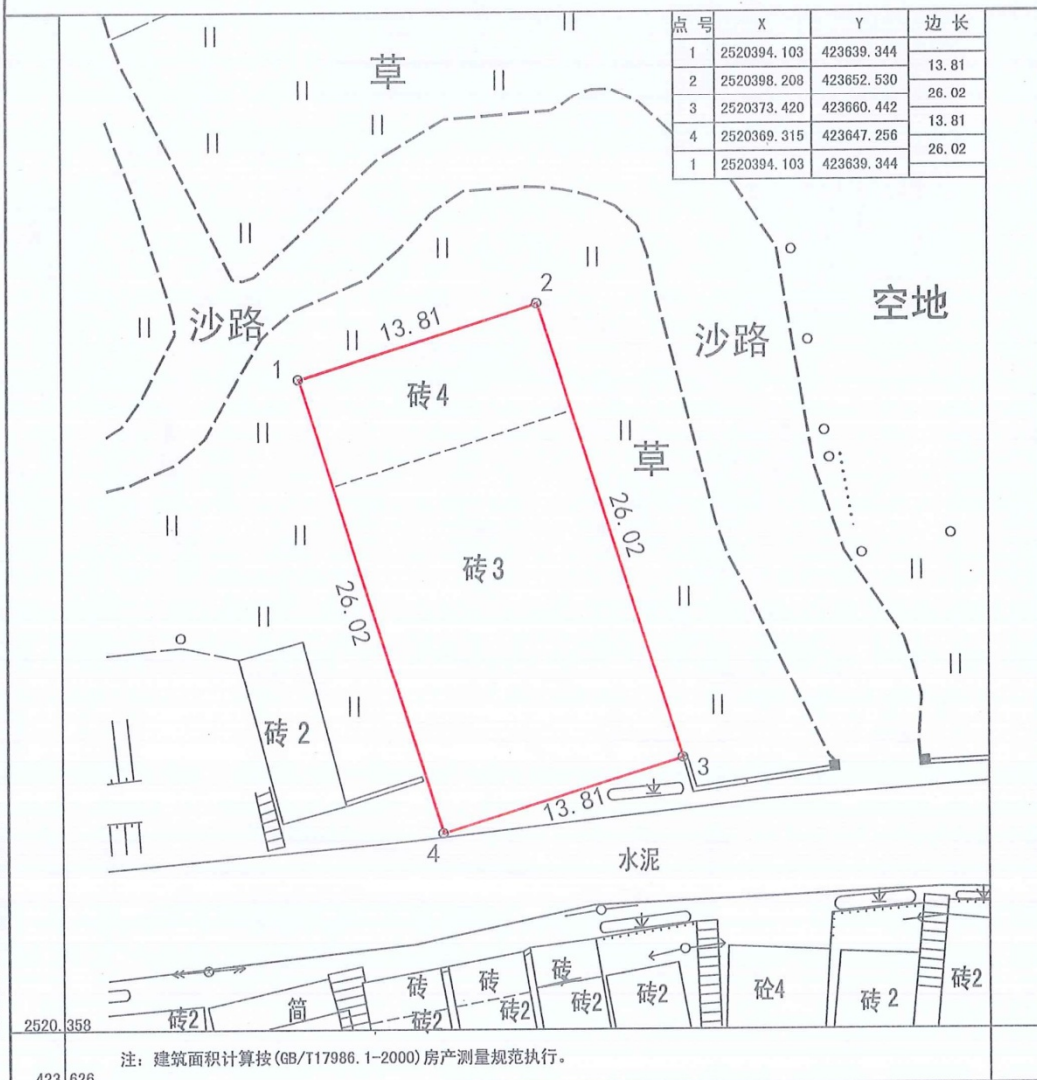 点 号 X Y 边 长
1 2520394.103 423639.344
13.81
2 2520398.208 423652.530
26.02
3 2520373.420 423660.442
13.81
4 2520369.315 423647.256
26.02
1 2520394.103 423639.344
草
2
空地
沙路
13.81
沙路
1
砖4
草
26.02
砖3
26.02
砖2
3
13.81
4
水泥
砖
砖
砖
砖2
简
砖2
砖2
砖2
砖2
砼4
砖2
砖2
2520.358
注：建筑面积计算按(GB/T17986.1-2000)房产测量规范执行。
423.626